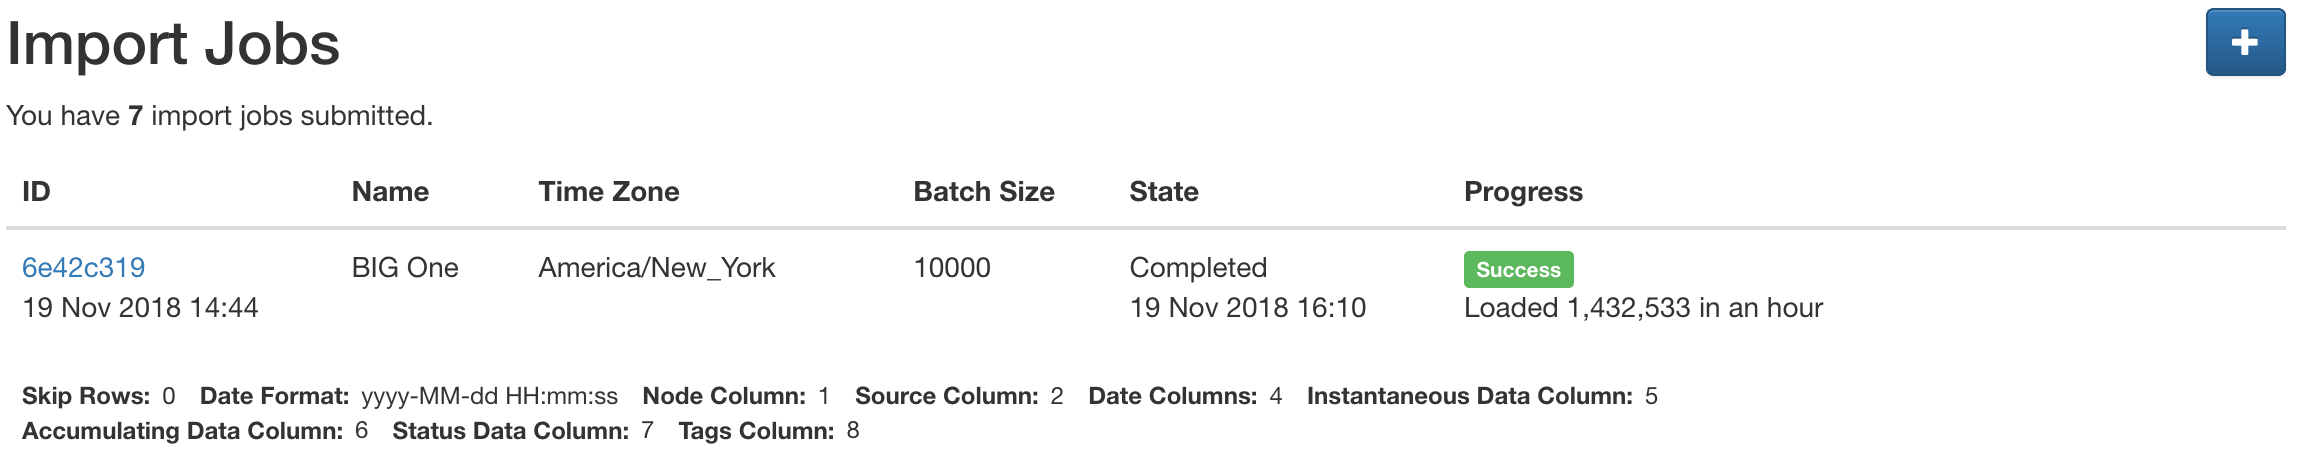 Import Jobs
You have 7 import jobs submitted.
ID Name Time Zone Batch Size State Progress
6e42c319 BIG One America/New_York 10000 Completed Success
19 Nov 2018 14:44 19 Nov 2018 16:10 Loaded 1,432,533 in an hour
Skip Rows: 0 Date Format: yyyy-MM-dd HH:mm:ss Node Column: 1 Source Column: 2 Date Columns: 4 Instantaneous Data Column: 5
Accumulating Data Column: 6 Status Data Column: 7 Tags Column: 8